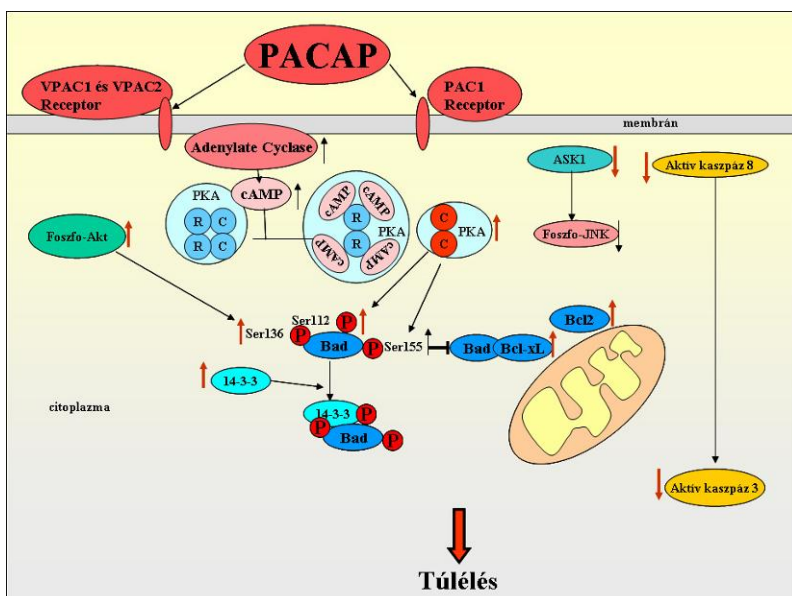 PACAP
VPAC1 és VPAC2
Receptor
PAC1
Receptor
membrán
Adenylate Cyclase
ASK1
Aktív kaszpáz 8
PKA
cAMP
R
C
R
C
cAMP
cAMP
R
R
PKA
cAMP
cAMP
C
C
PKA
Foszfo-Akt
Foszfo-JNK
Ser112
P
Ser136
P
Bad
P
Ser155
Bad
Bcl-xL
Bcl2
14-3-3
citoplazma
14-3-3
P
P
Bad
P
Aktív kaszpáz 3
Túlélés